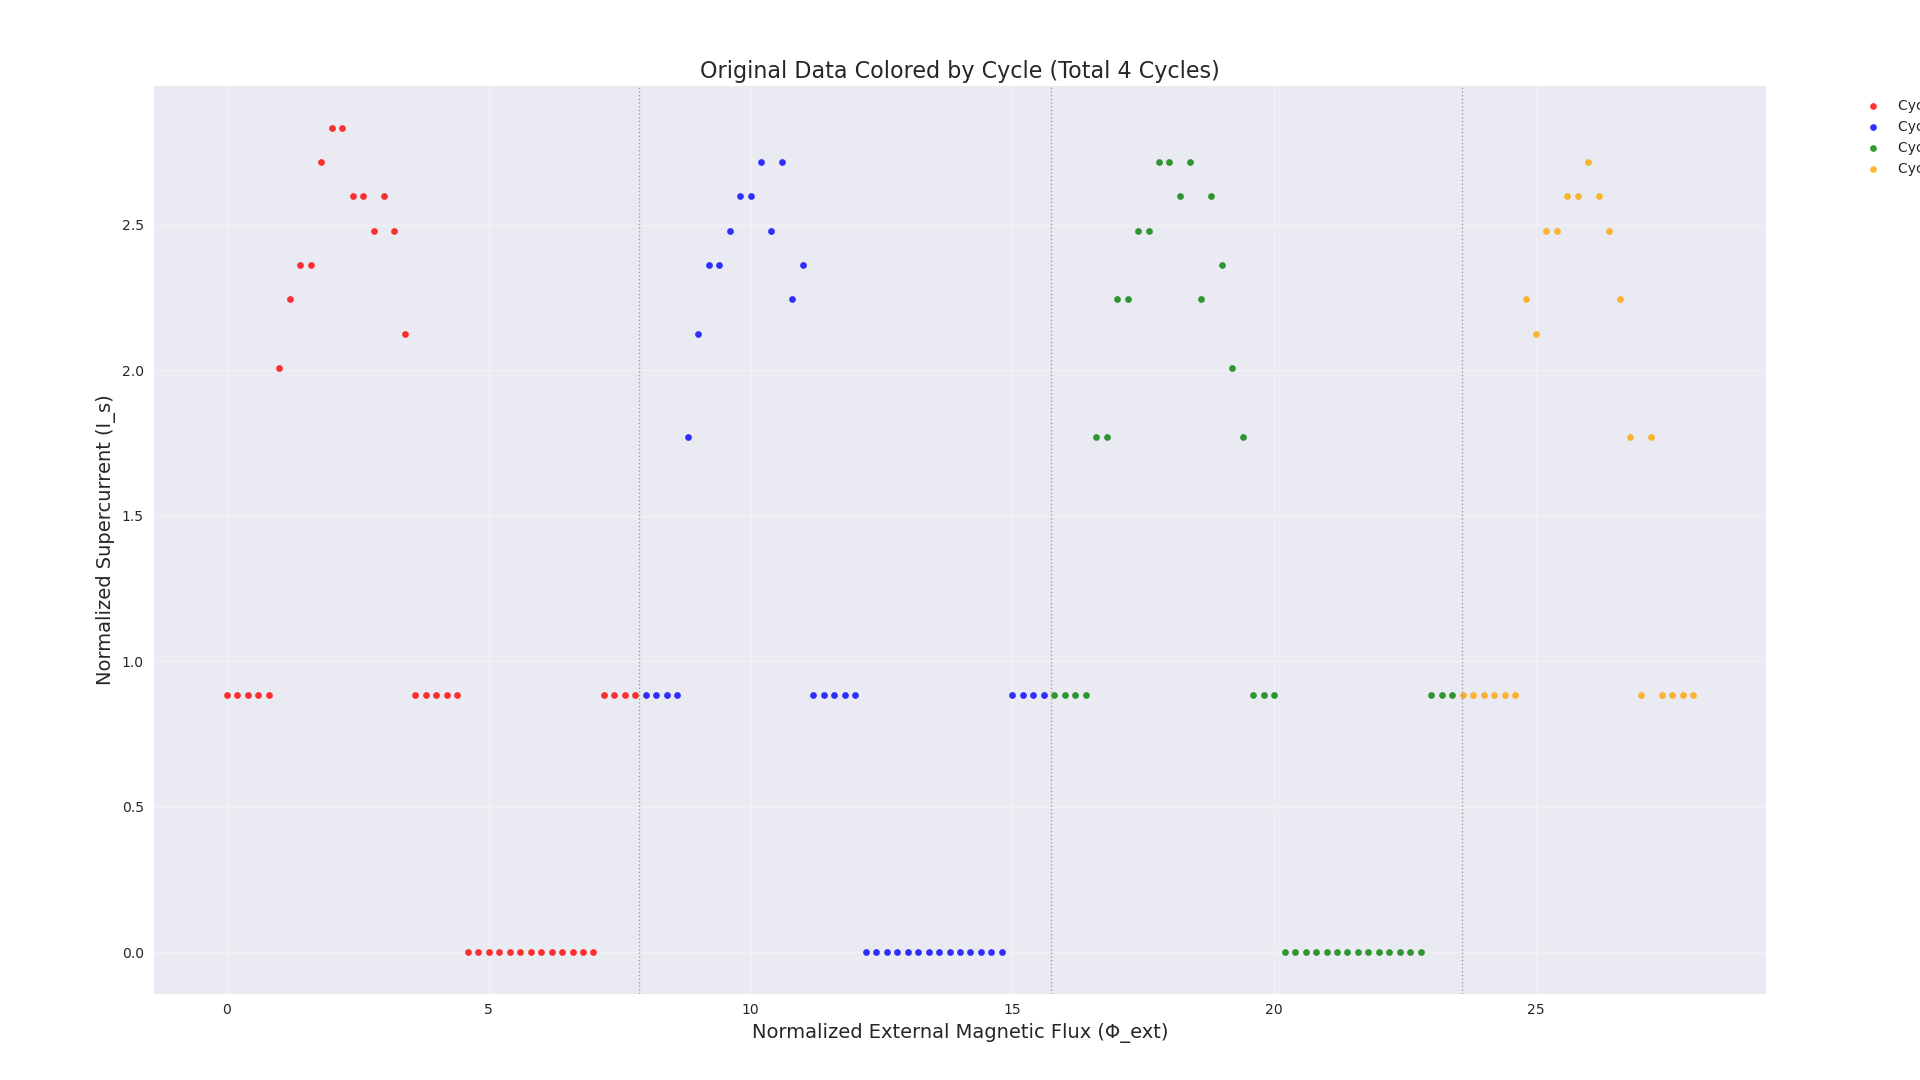 Original Data Colored by Cycle (Total 4 Cycles)
Cyc
Cyc
Cyc
Cyc
Normalized Supercurrent (I_s)
2.5
2.0
1.5
1.0
0.5
0.0
0 5 10 15 20 25
Normalized External Magnetic Flux (Φ_ext)